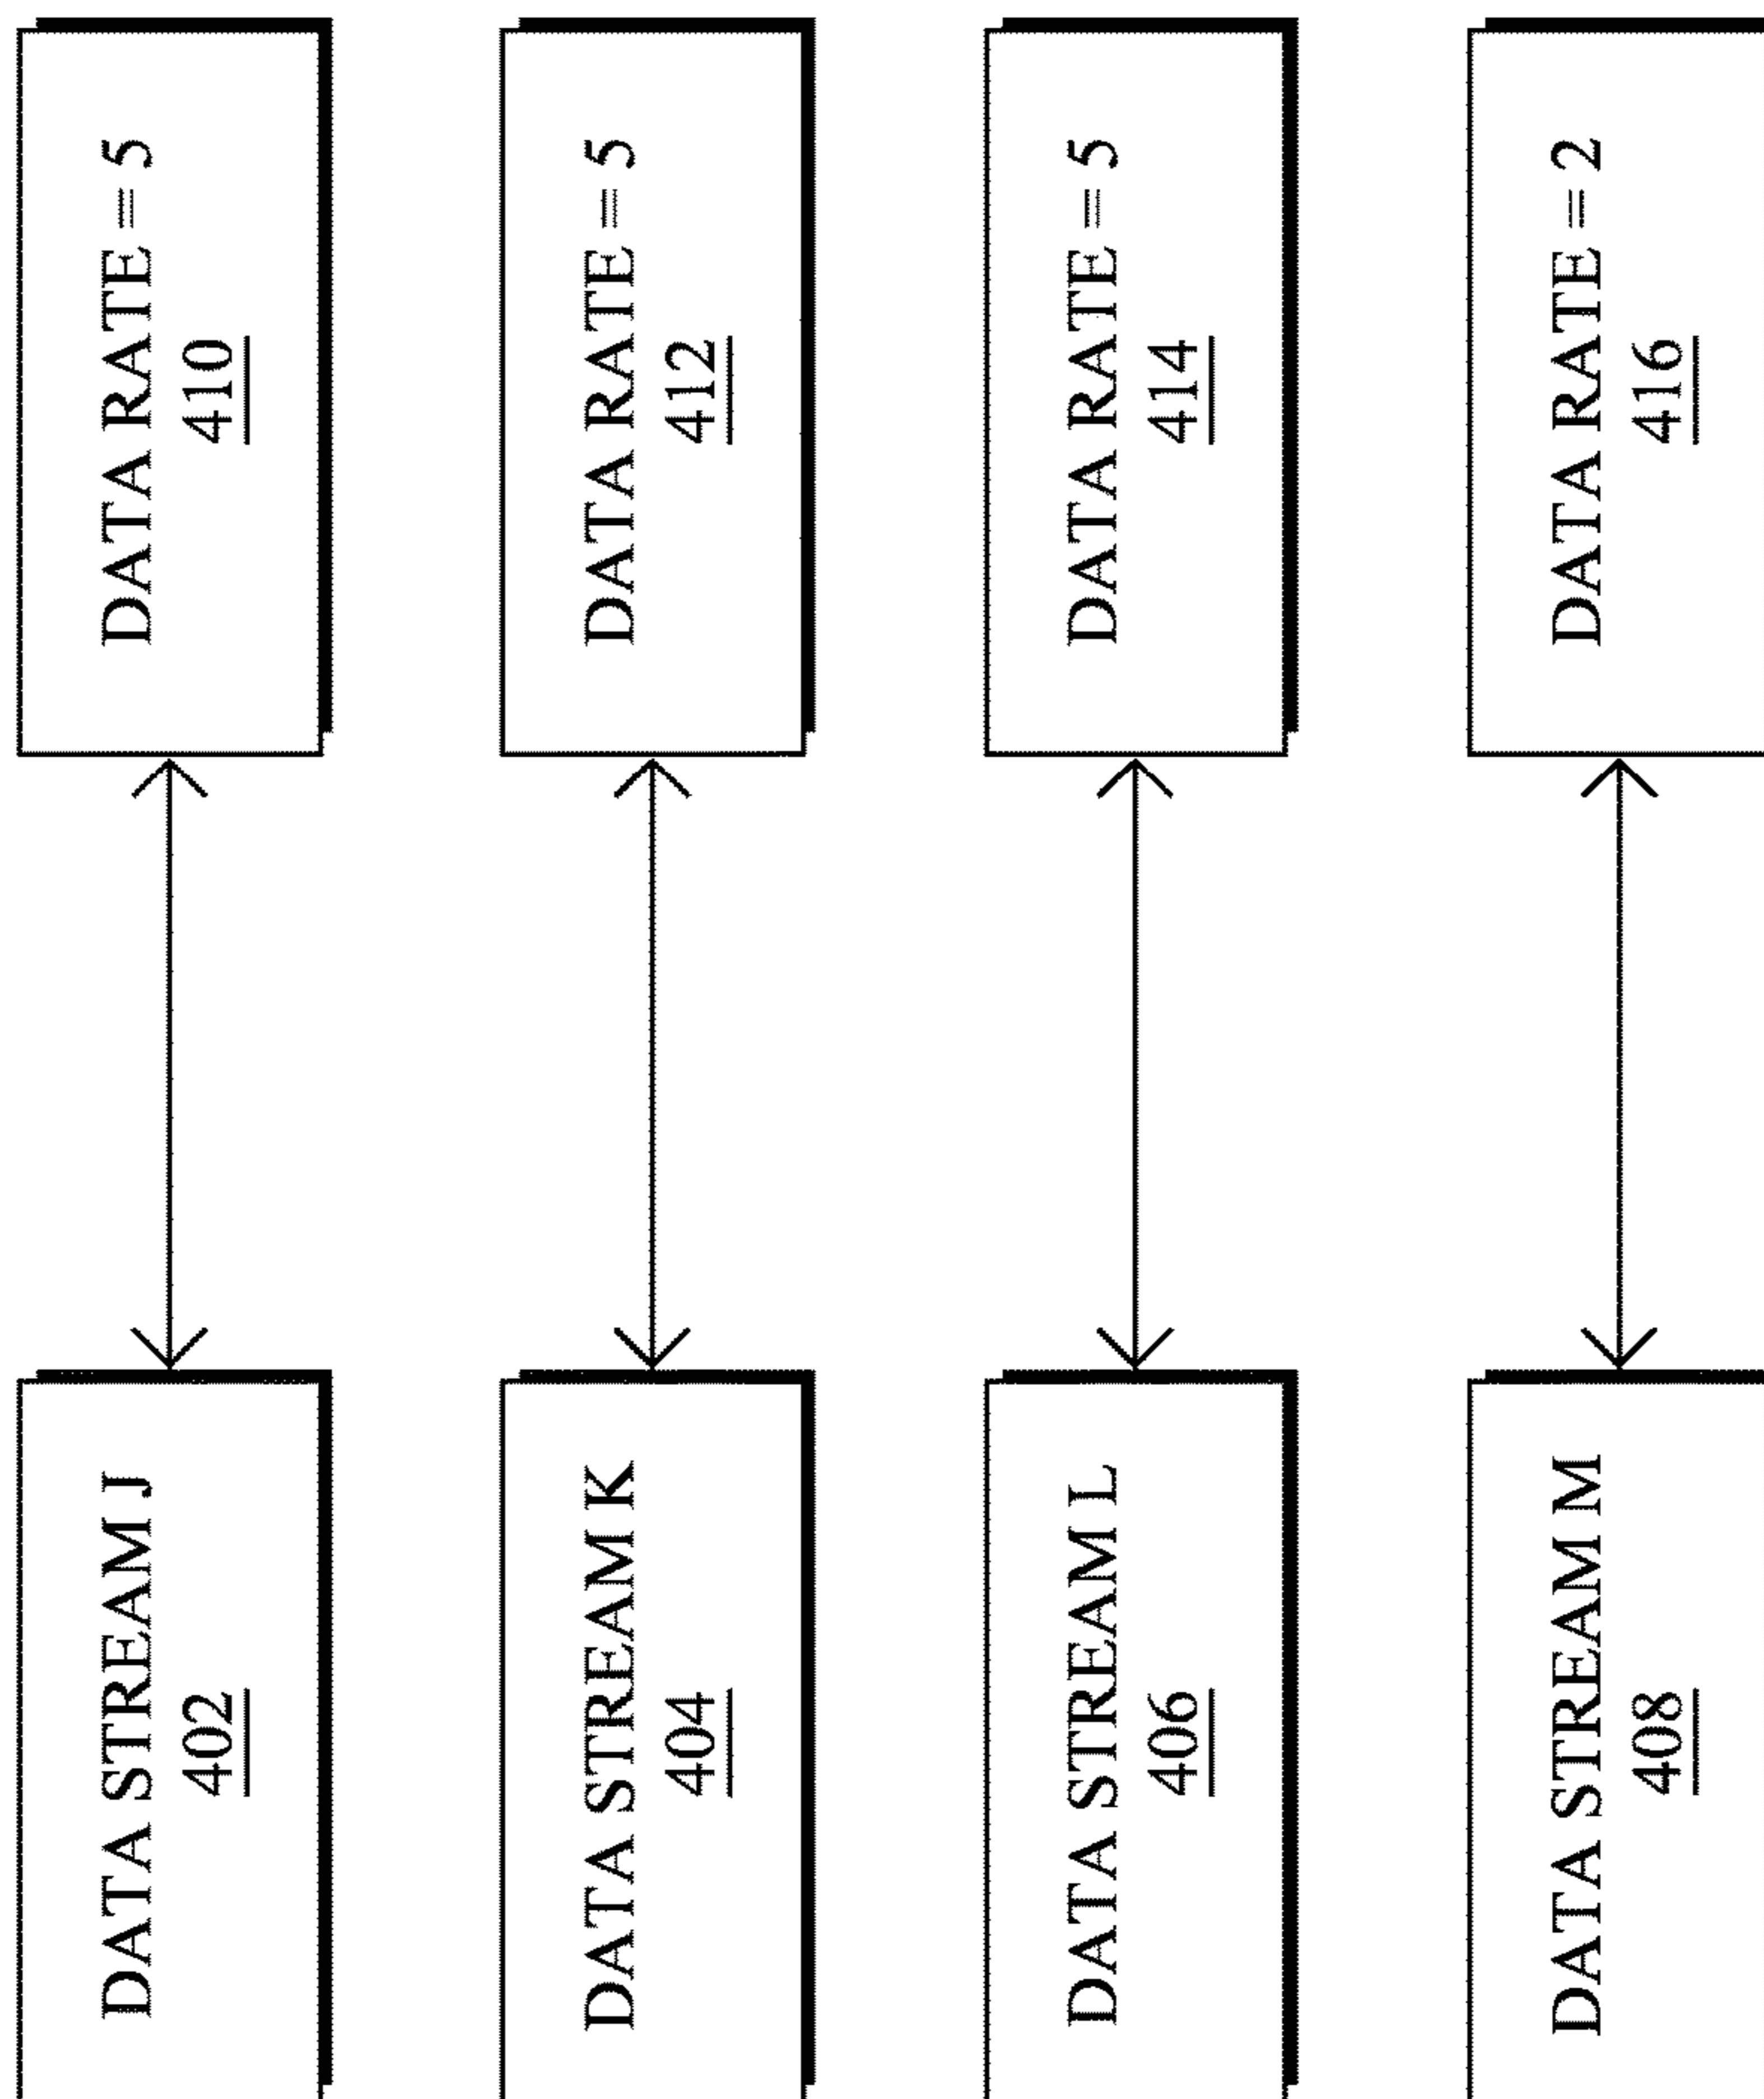 DATA STREAM J
402
DATA RATE = 5
410
DATA STREAM K
404
DATA RATE = 5
412
DATA STREAM L
406
DATA RATE = 5
414
DATA STREAM M
408
DATA RATE = 2
416